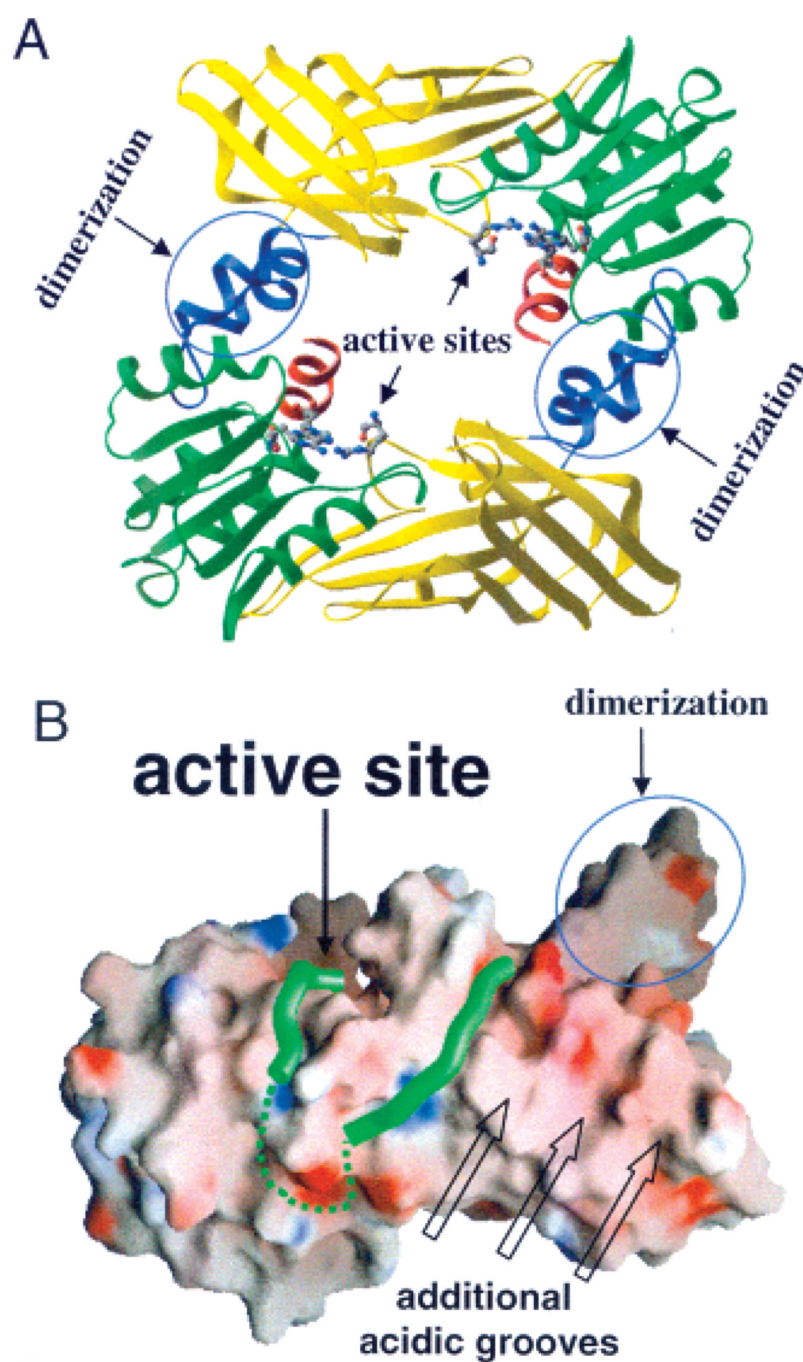 A
dimerization
active sites
dimerization
B
dimerization
active site
additional
acidic grooves